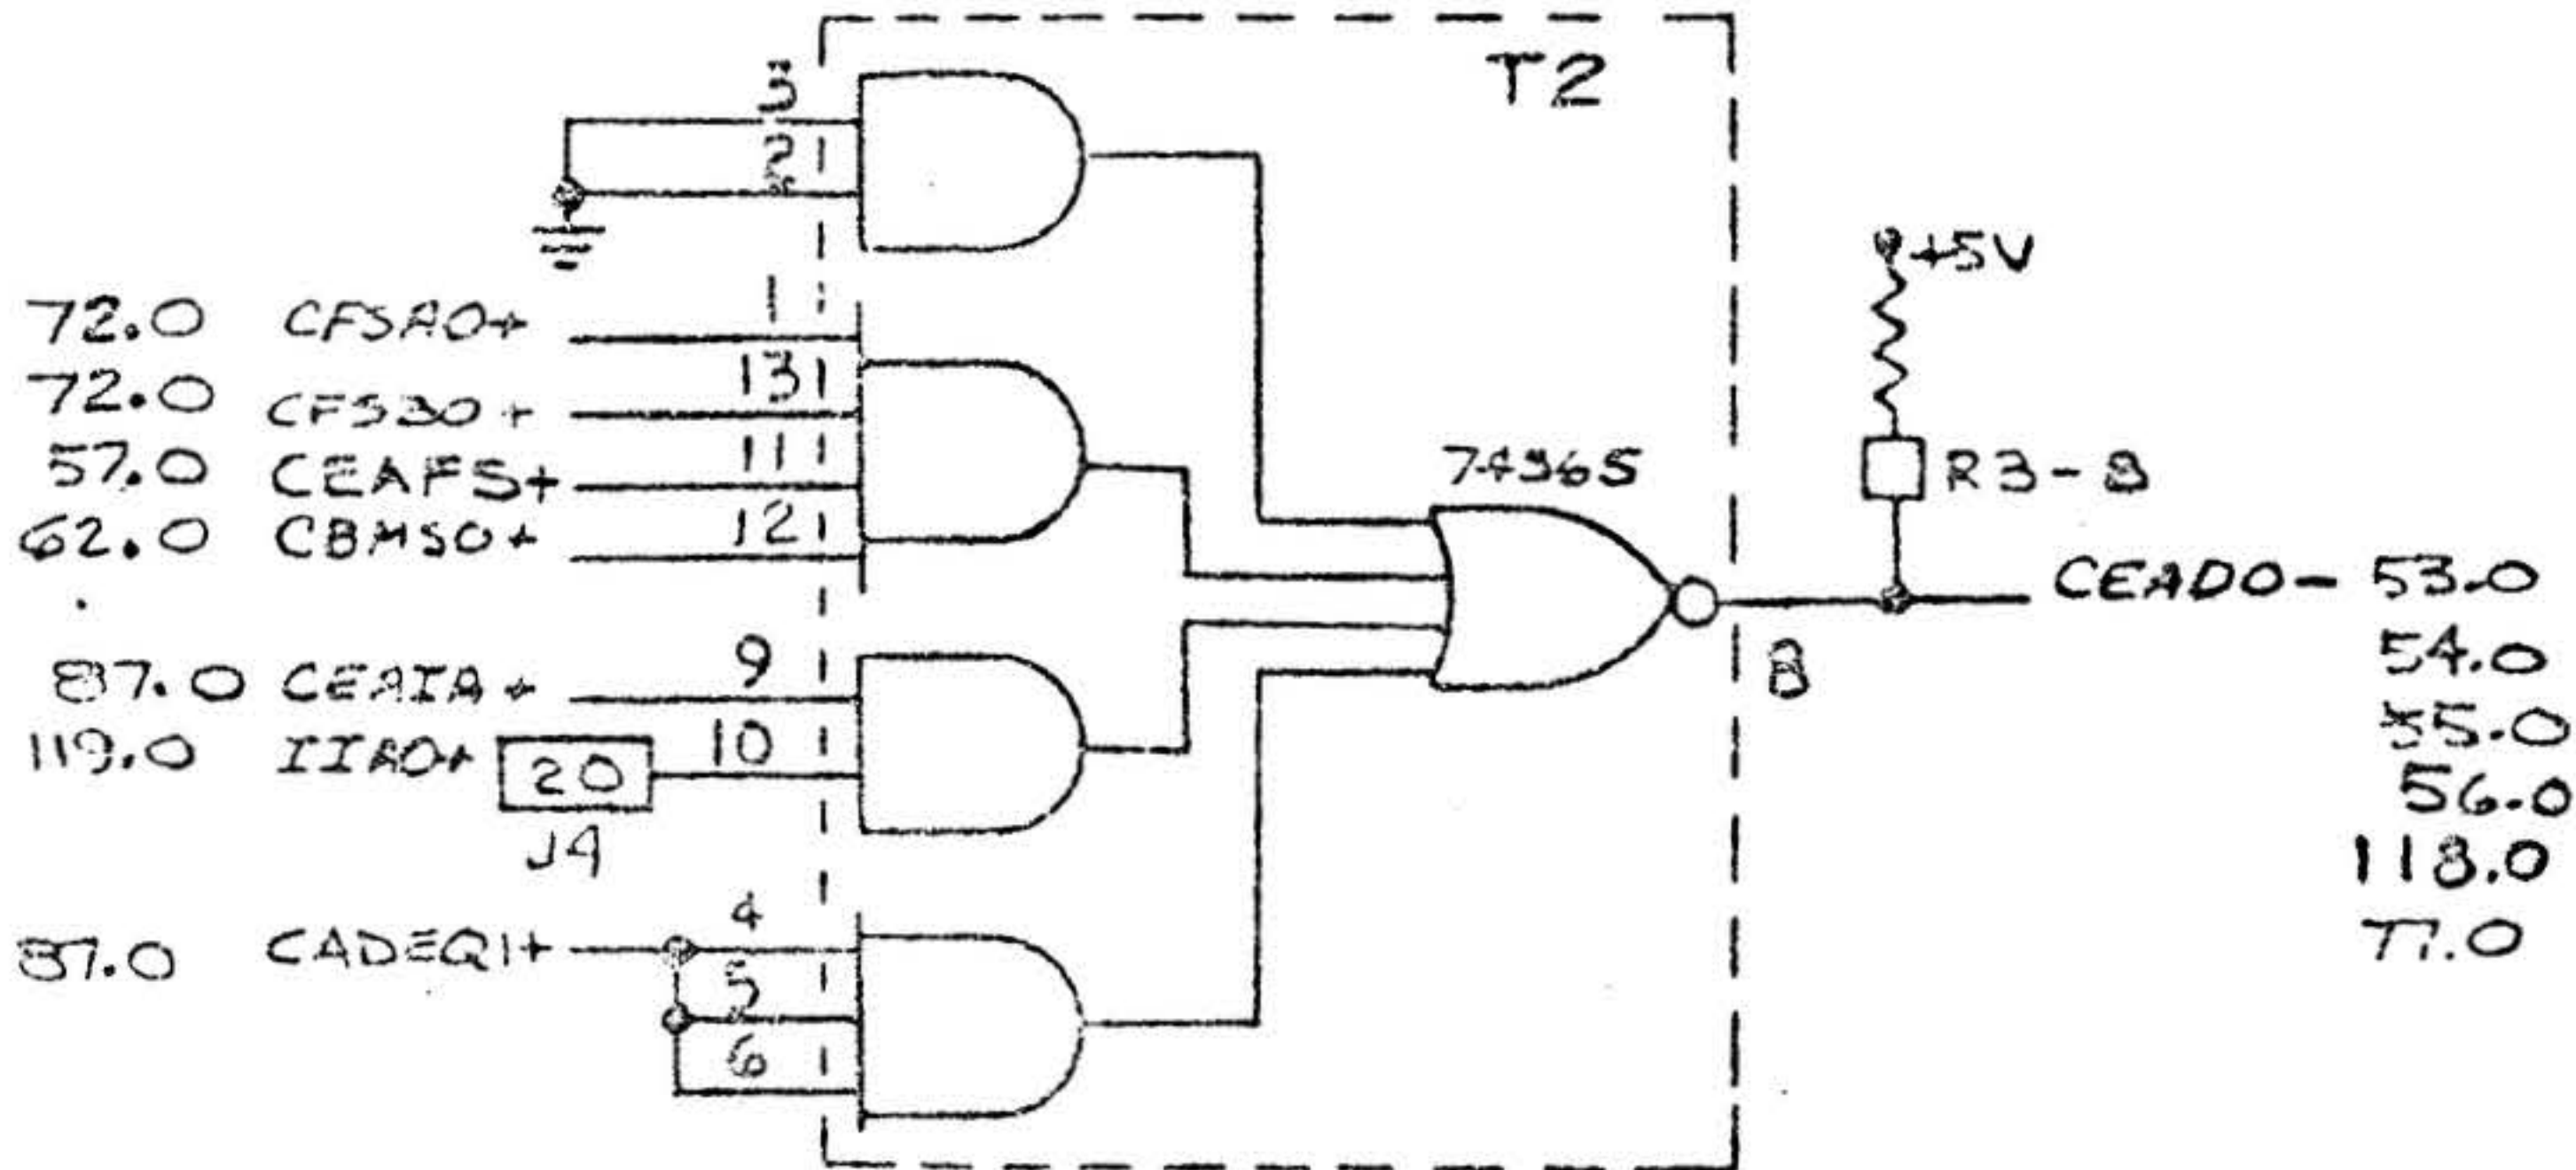 T2
3
2
+5V
72.0 CFSA0+ 1
72.0 CFSB0+ 13
57.0 CEAFS+ 11
62.0 CBMS0+ 12
74S65
R3-8
CEAD0- 53.0
8
54.0
55.0
56.0
118.0
77.0
87.0 CEAIA+ 9
119.0 IIA0+ 20 10
J4
87.0 CADEQ1+ 4
5
6